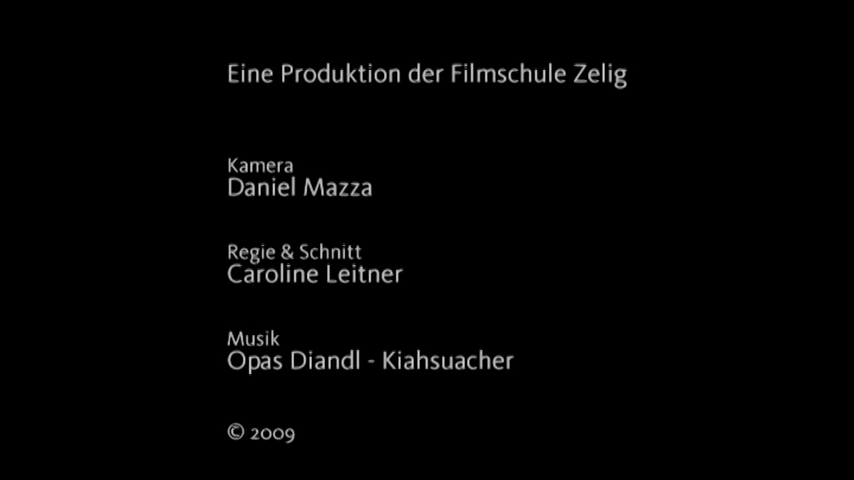 Eine Produktion der Filmschule Zelig
Kamera
Daniel Mazza
Regie & Schnitt
Caroline Leitner
Musik
Opas Diandl - Kiahsuacher
© 2009